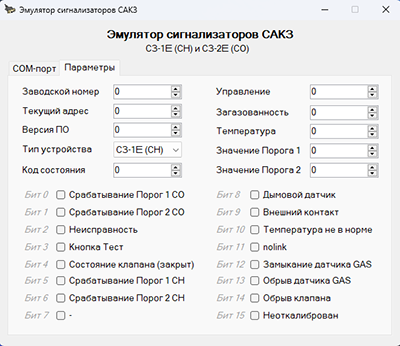 Эмулятор сигнализаторов САКЗ
Эмулятор сигнализаторов САКЗ
СЗ-1Е (СН) и СЗ-2Е (СО)
COM-порт Параметры
Заводской номер 0 Управление 0
Текущий адрес 0 Загазованность 0
Версия ПО 0 Температура 0
Тип устройства СЗ-1Е (СН) Значение Порога 1 0
Код состояния 0 Значение Порога 2 0
Бит 0 Срабатывание Порог 1 CO Бит 8 Дымовой датчик
Бит 1 Срабатывание Порог 2 CO Бит 9 Внешний контакт
Бит 2 Неисправность Бит 10 Температура не в норме
Бит 3 Кнопка Тест Бит 11 nolink
Бит 4 Состояние клапана (закрыт) Бит 12 Замыкание датчика GAS
Бит 5 Срабатывание Порог 1 CH Бит 13 Обрыв датчика GAS
Бит 6 Срабатывание Порог 2 CH Бит 14 Обрыв клапана
Бит 7 - Бит 15 Неоткалиброван